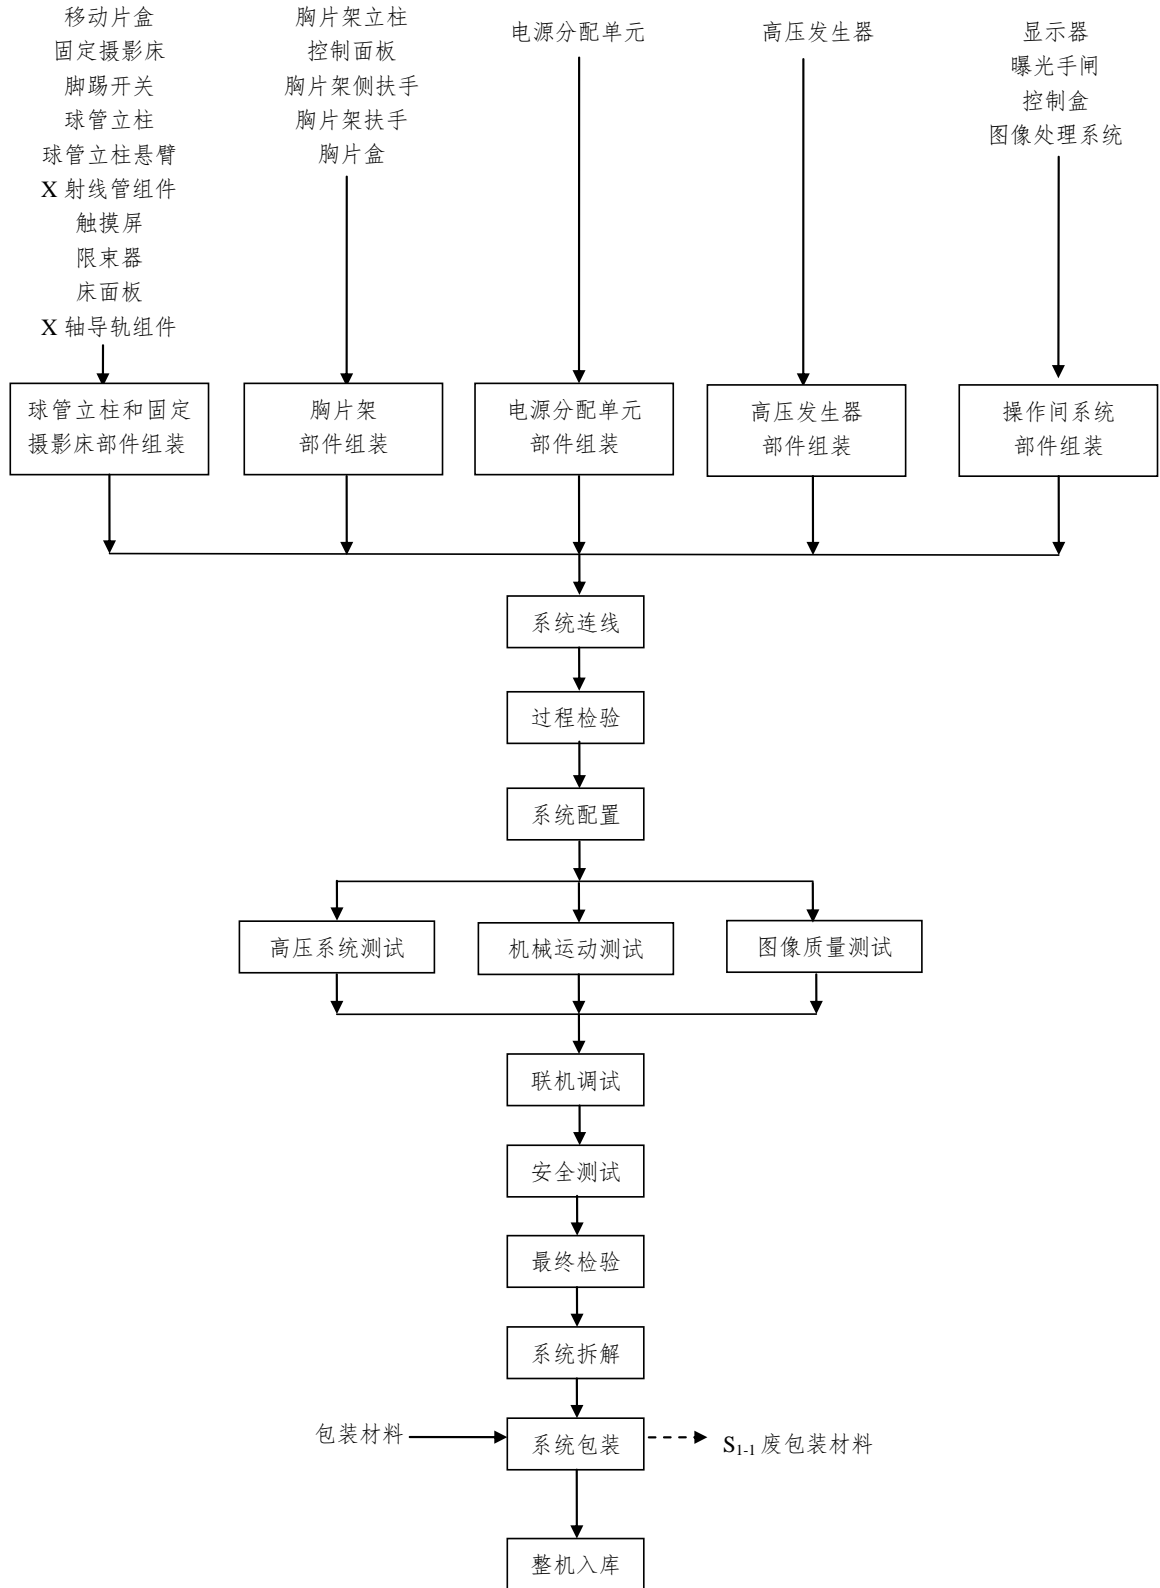 移动片盒
固定摄影床
脚踢开关
球管立柱
球管立柱悬臂
X 射线管组件
触摸屏
限束器
床面板
X 轴导轨组件
胸片架立柱
控制面板
胸片架侧扶手
胸片架扶手
胸片盒
电源分配单元
高压发生器
显示器
曝光手闸
控制盒
图像处理系统
球管立柱和固定
摄影床部件组装
胸片架
部件组装
电源分配单元
部件组装
高压发生器
部件组装
操作间系统
部件组装
系统连线
过程检验
系统配置
高压系统测试
机械运动测试
图像质量测试
联机调试
安全测试
最终检验
系统拆解
包装材料
系统包装
S1-1 废包装材料
整机入库